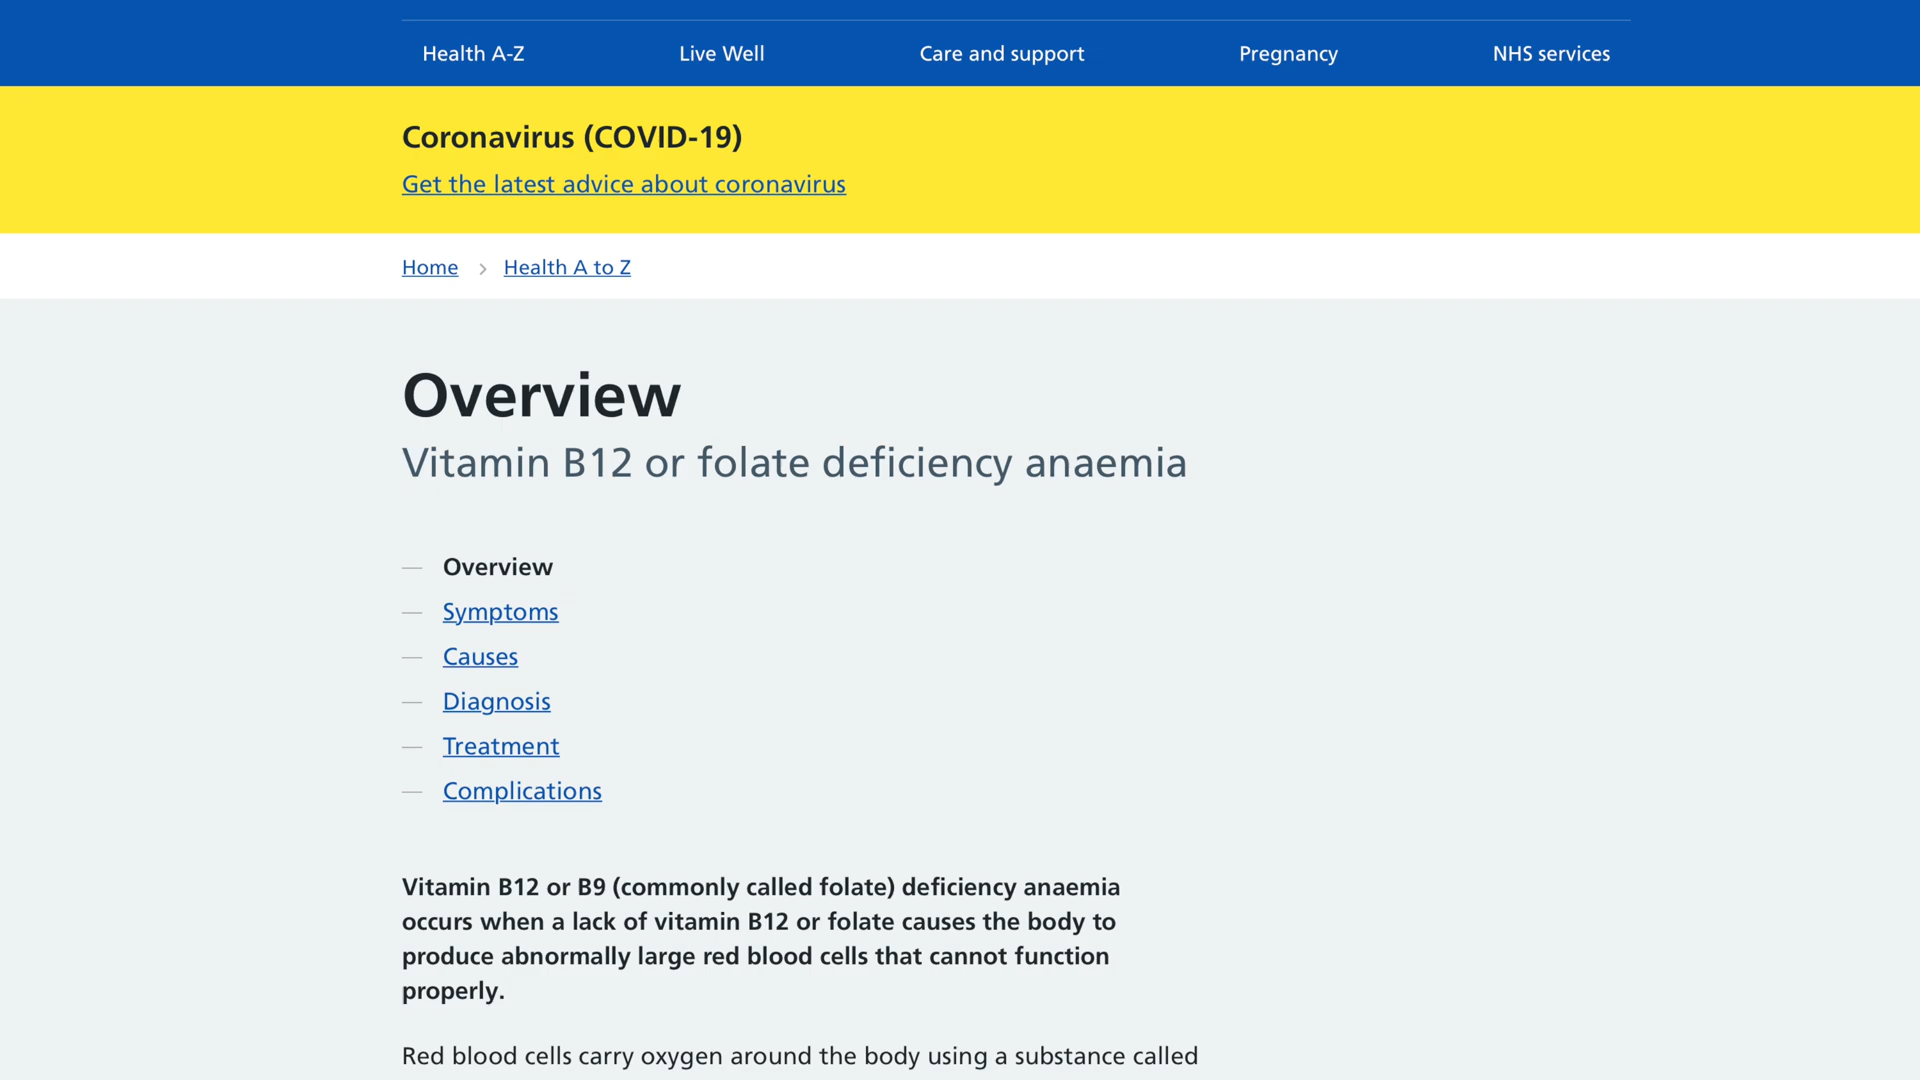 Health A-Z Live Well Care and support Pregnancy NHS services
Coronavirus (COVID-19)
Get the latest advice about coronavirus
Home > Health A to Z
Overview
Vitamin B12 or folate deficiency anaemia
— Overview
— Symptoms
— Causes
— Diagnosis
— Treatment
— Complications
Vitamin B12 or B9 (commonly called folate) deficiency anaemia
occurs when a lack of vitamin B12 or folate causes the body to
produce abnormally large red blood cells that cannot function
properly.
Red blood cells carry oxygen around the body using a substance called